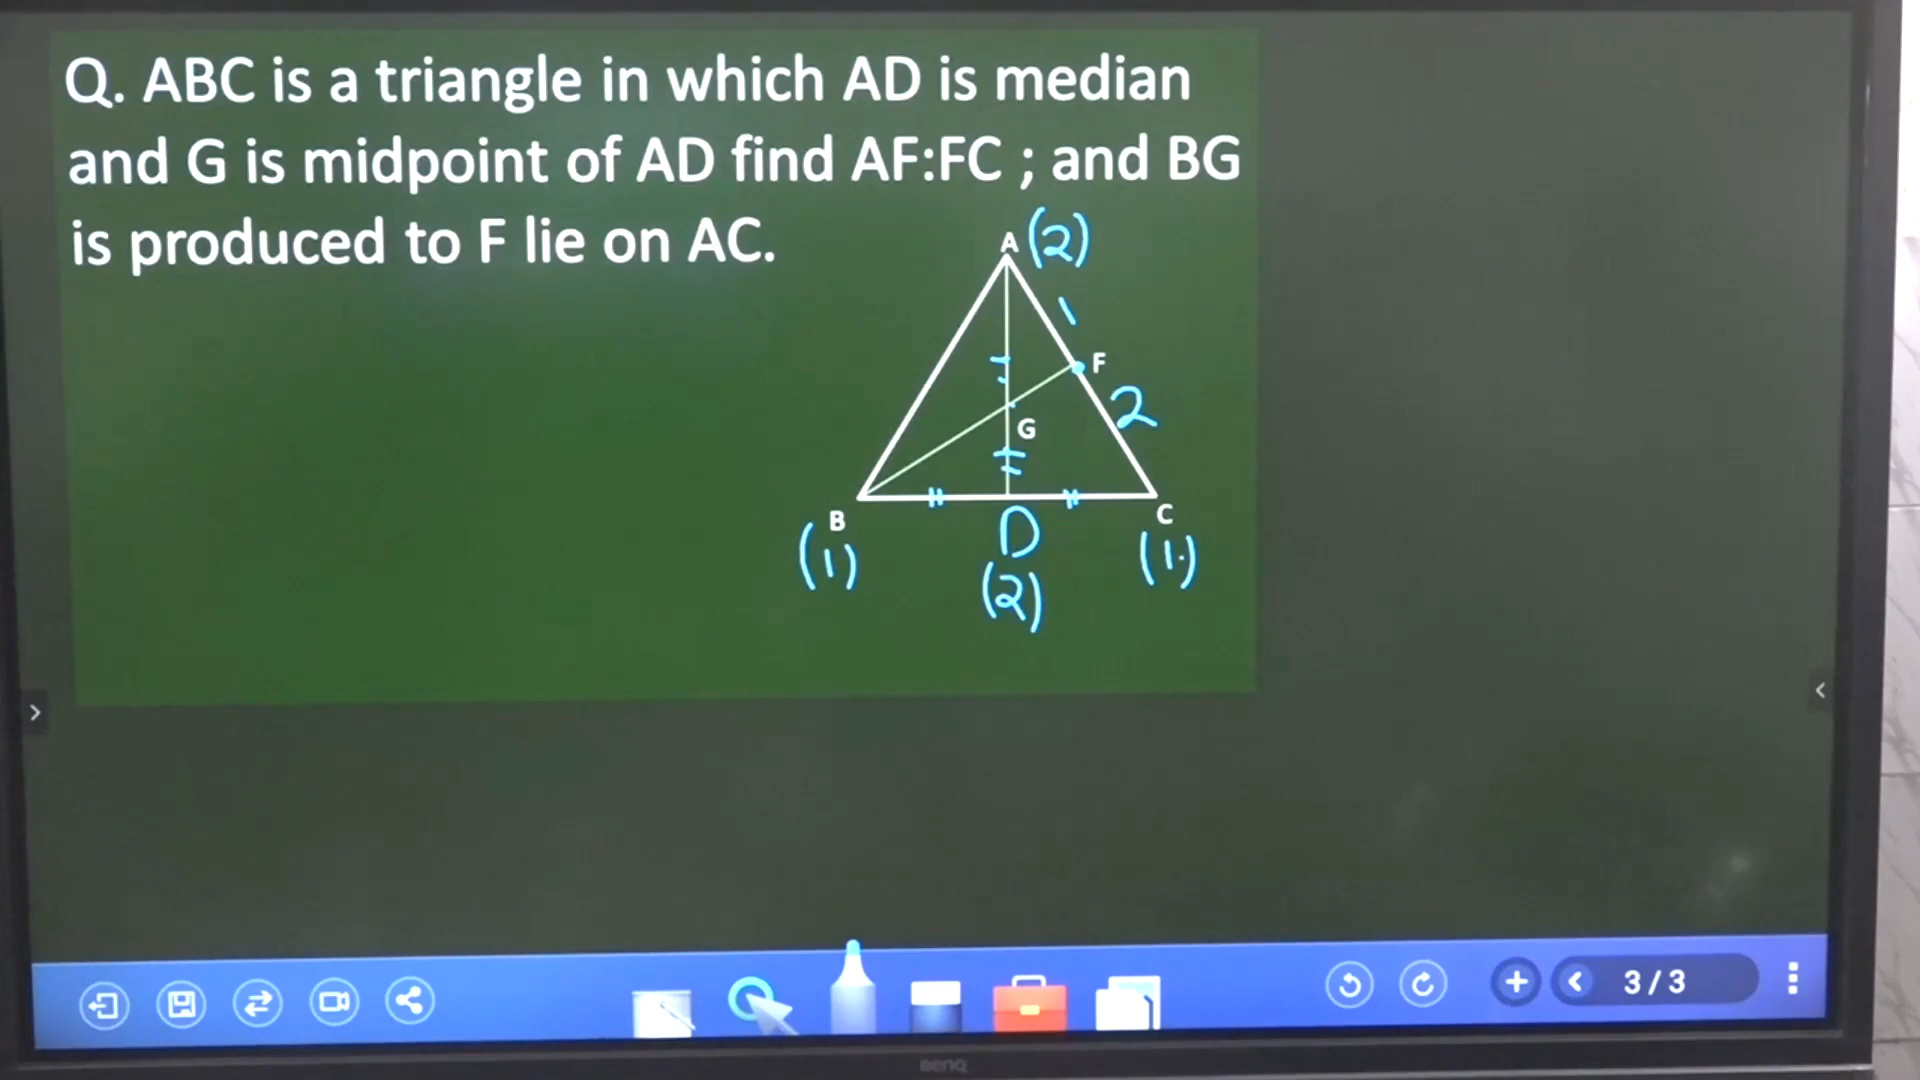 Q. ABC is a triangle in which AD is median
and G is midpoint of AD find AF:FC ; and BG
is produced to F lie on AC.
A (2)
1
F
2
G
B
D
C
(1)
(2)
(1)
3/3
BenQ